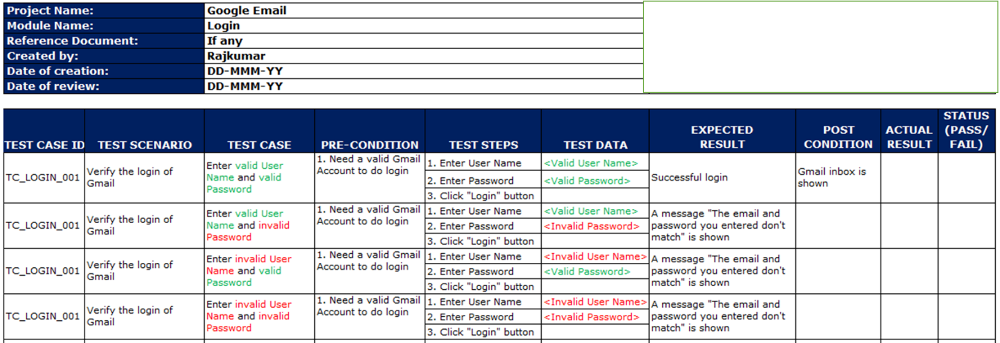 Project Name: Google Email
Module Name: Login
Reference Document: If any
Created by: Rajkumar
Date of creation: DD-MMM-YY
Date of review: DD-MMM-YY
TEST CASE ID
TEST SCENARIO
TEST CASE
PRE-CONDITION
TEST STEPS
TEST DATA
EXPECTED
RESULT
POST
CONDITION
ACTUAL
RESULT
STATUS
(PASS/
FAIL)
TC_LOGIN_001
Verify the login of
Gmail
Enter valid User
Name and valid
Password
1. Need a valid Gmail
Account to do login
1. Enter User Name
<Valid User Name>
2. Enter Password
<Valid Password>
3. Click "Login" button
Successful login
Gmail inbox is
shown
TC_LOGIN_001
Verify the login of
Gmail
Enter valid User
Name and invalid
Password
1. Need a valid Gmail
Account to do login
1. Enter User Name
<Valid User Name>
2. Enter Password
<Invalid Password>
3. Click "Login" button
A message "The email and
password you entered don't
match" is shown
TC_LOGIN_001
Verify the login of
Gmail
Enter invalid User
Name and valid
Password
1. Need a valid Gmail
Account to do login
1. Enter User Name
<Invalid User Name>
2. Enter Password
<Valid Password>
3. Click "Login" button
A message "The email and
password you entered don't
match" is shown
TC_LOGIN_001
Verify the login of
Gmail
Enter invalid User
Name and invalid
Password
1. Need a valid Gmail
Account to do login
1. Enter User Name
<Invalid User Name>
2. Enter Password
<Invalid Password>
3. Click "Login" button
A message "The email and
password you entered don't
match" is shown